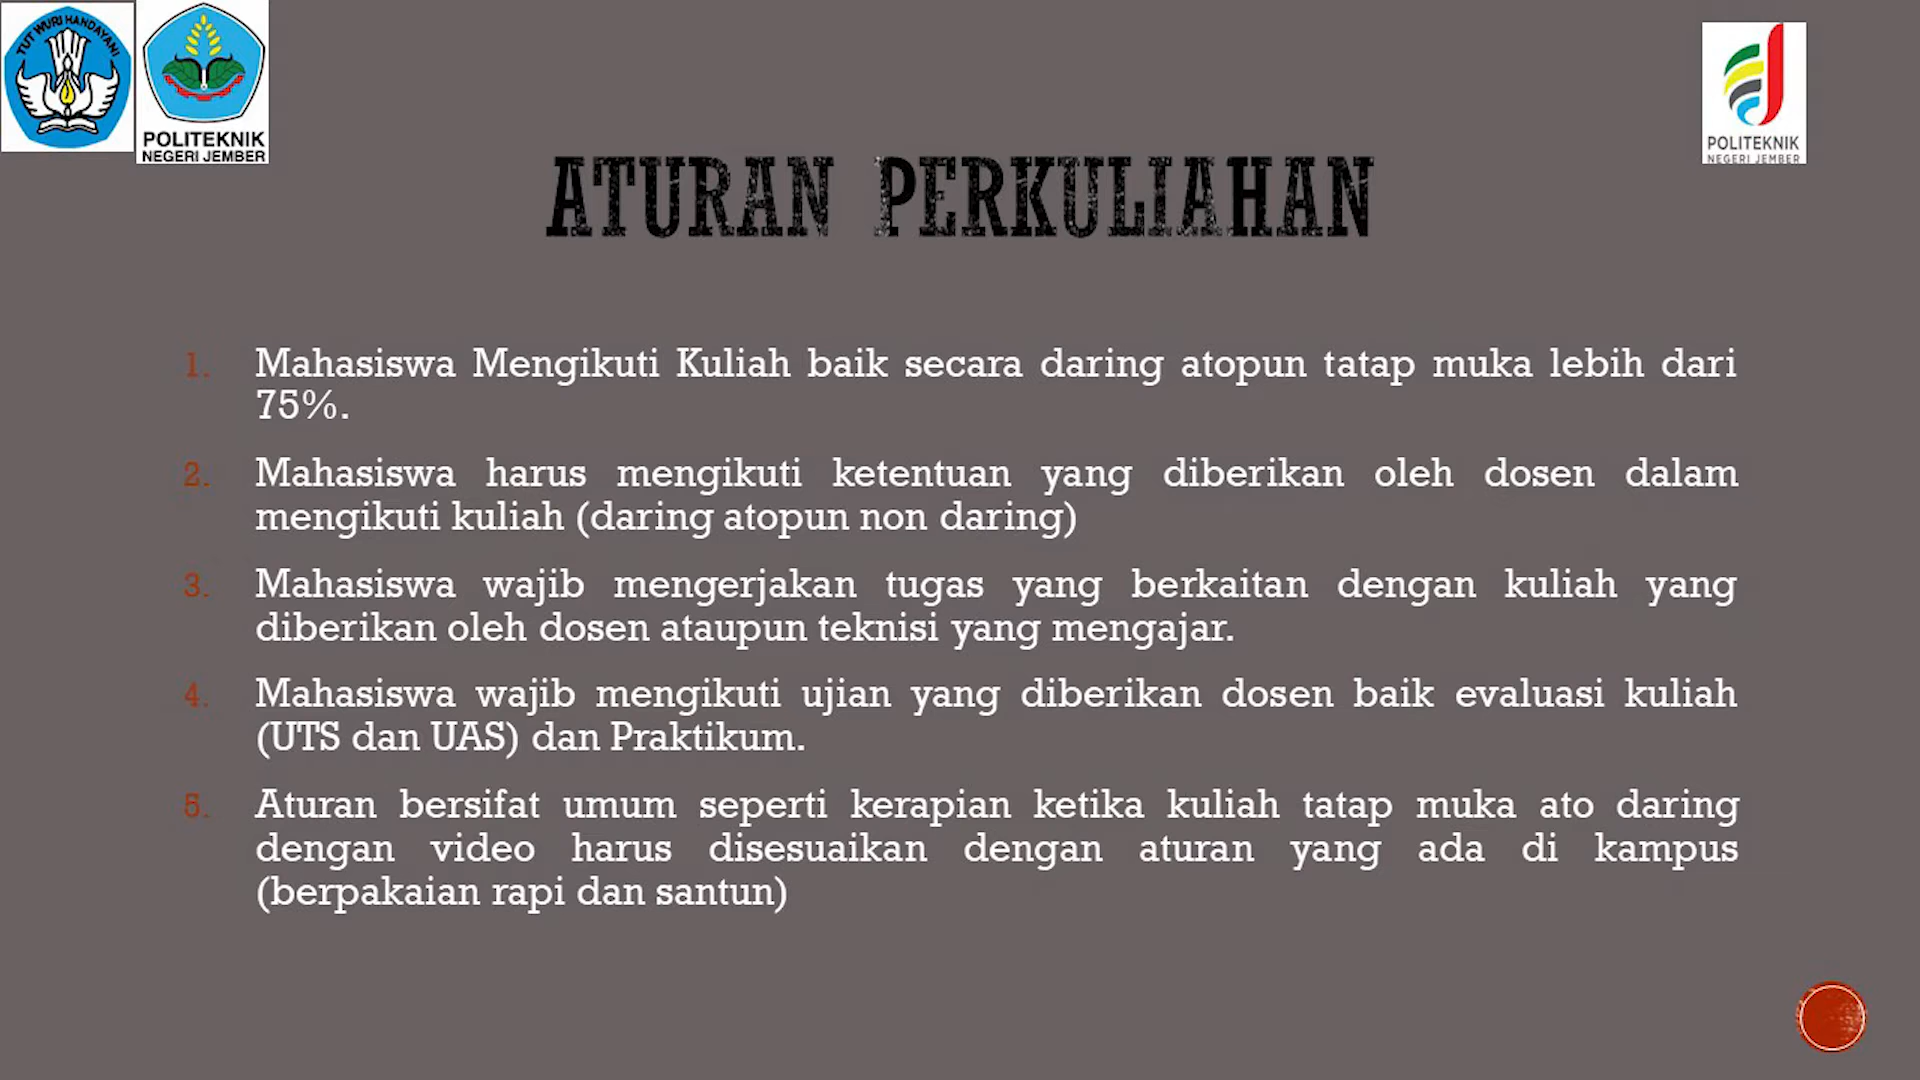 TUT WURI HANDAYANI
POLITEKNIK
NEGERI JEMBER
POLITEKNIK
NEGERI JEMBER
ATURAN PERKULIAHAN
1. Mahasiswa Mengikuti Kuliah baik secara daring atopun tatap muka lebih dari
75%.
2. Mahasiswa harus mengikuti ketentuan yang diberikan oleh dosen dalam
mengikuti kuliah (daring atopun non daring)
3. Mahasiswa wajib mengerjakan tugas yang berkaitan dengan kuliah yang
diberikan oleh dosen ataupun teknisi yang mengajar.
4. Mahasiswa wajib mengikuti ujian yang diberikan dosen baik evaluasi kuliah
(UTS dan UAS) dan Praktikum.
5. Aturan bersifat umum seperti kerapian ketika kuliah tatap muka ato daring
dengan video harus disesuaikan dengan aturan yang ada di kampus
(berpakaian rapi dan santun)